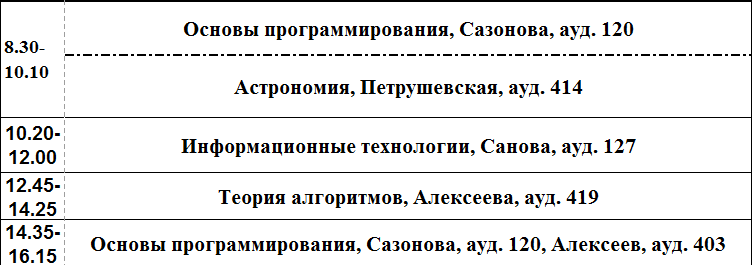 8.30-
10.10
Основы программирования, Сазонова, ауд. 120
Астрономия, Петрушевская, ауд. 414
10.20-
12.00
Информационные технологии, Санова, ауд. 127
12.45-
14.25
Теория алгоритмов, Алексеева, ауд. 419
14.35-
16.15
Основы программирования, Сазонова, ауд. 120, Алексеев, ауд. 403